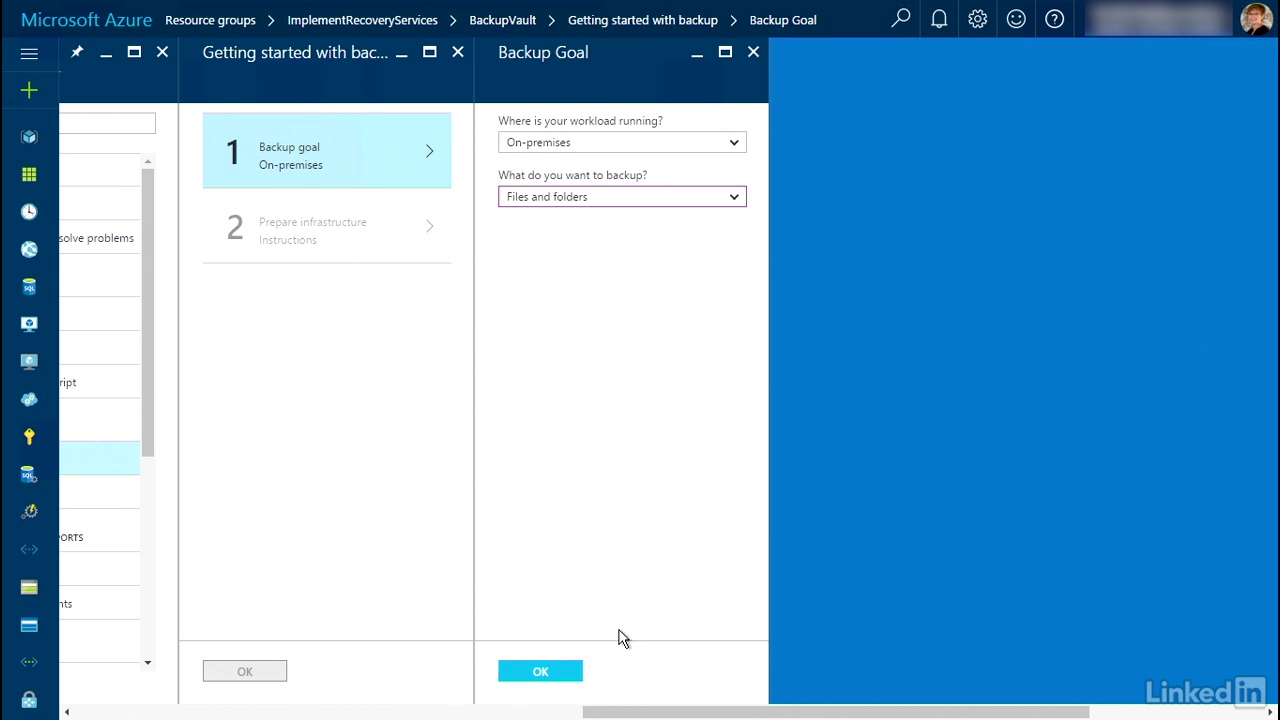 Microsoft Azure Resource groups > ImplementRecoveryServices > BackupVault > Getting started with backup > Backup Goal
Getting started with bac...
Backup Goal
1 Backup goal
On-premises
2 Prepare infrastructure
Instructions
Where is your workload running?
On-premises
What do you want to backup?
Files and folders
solve problems
ript
PORTS
nts
SQL
SQL
OK
OK
LinkedIn